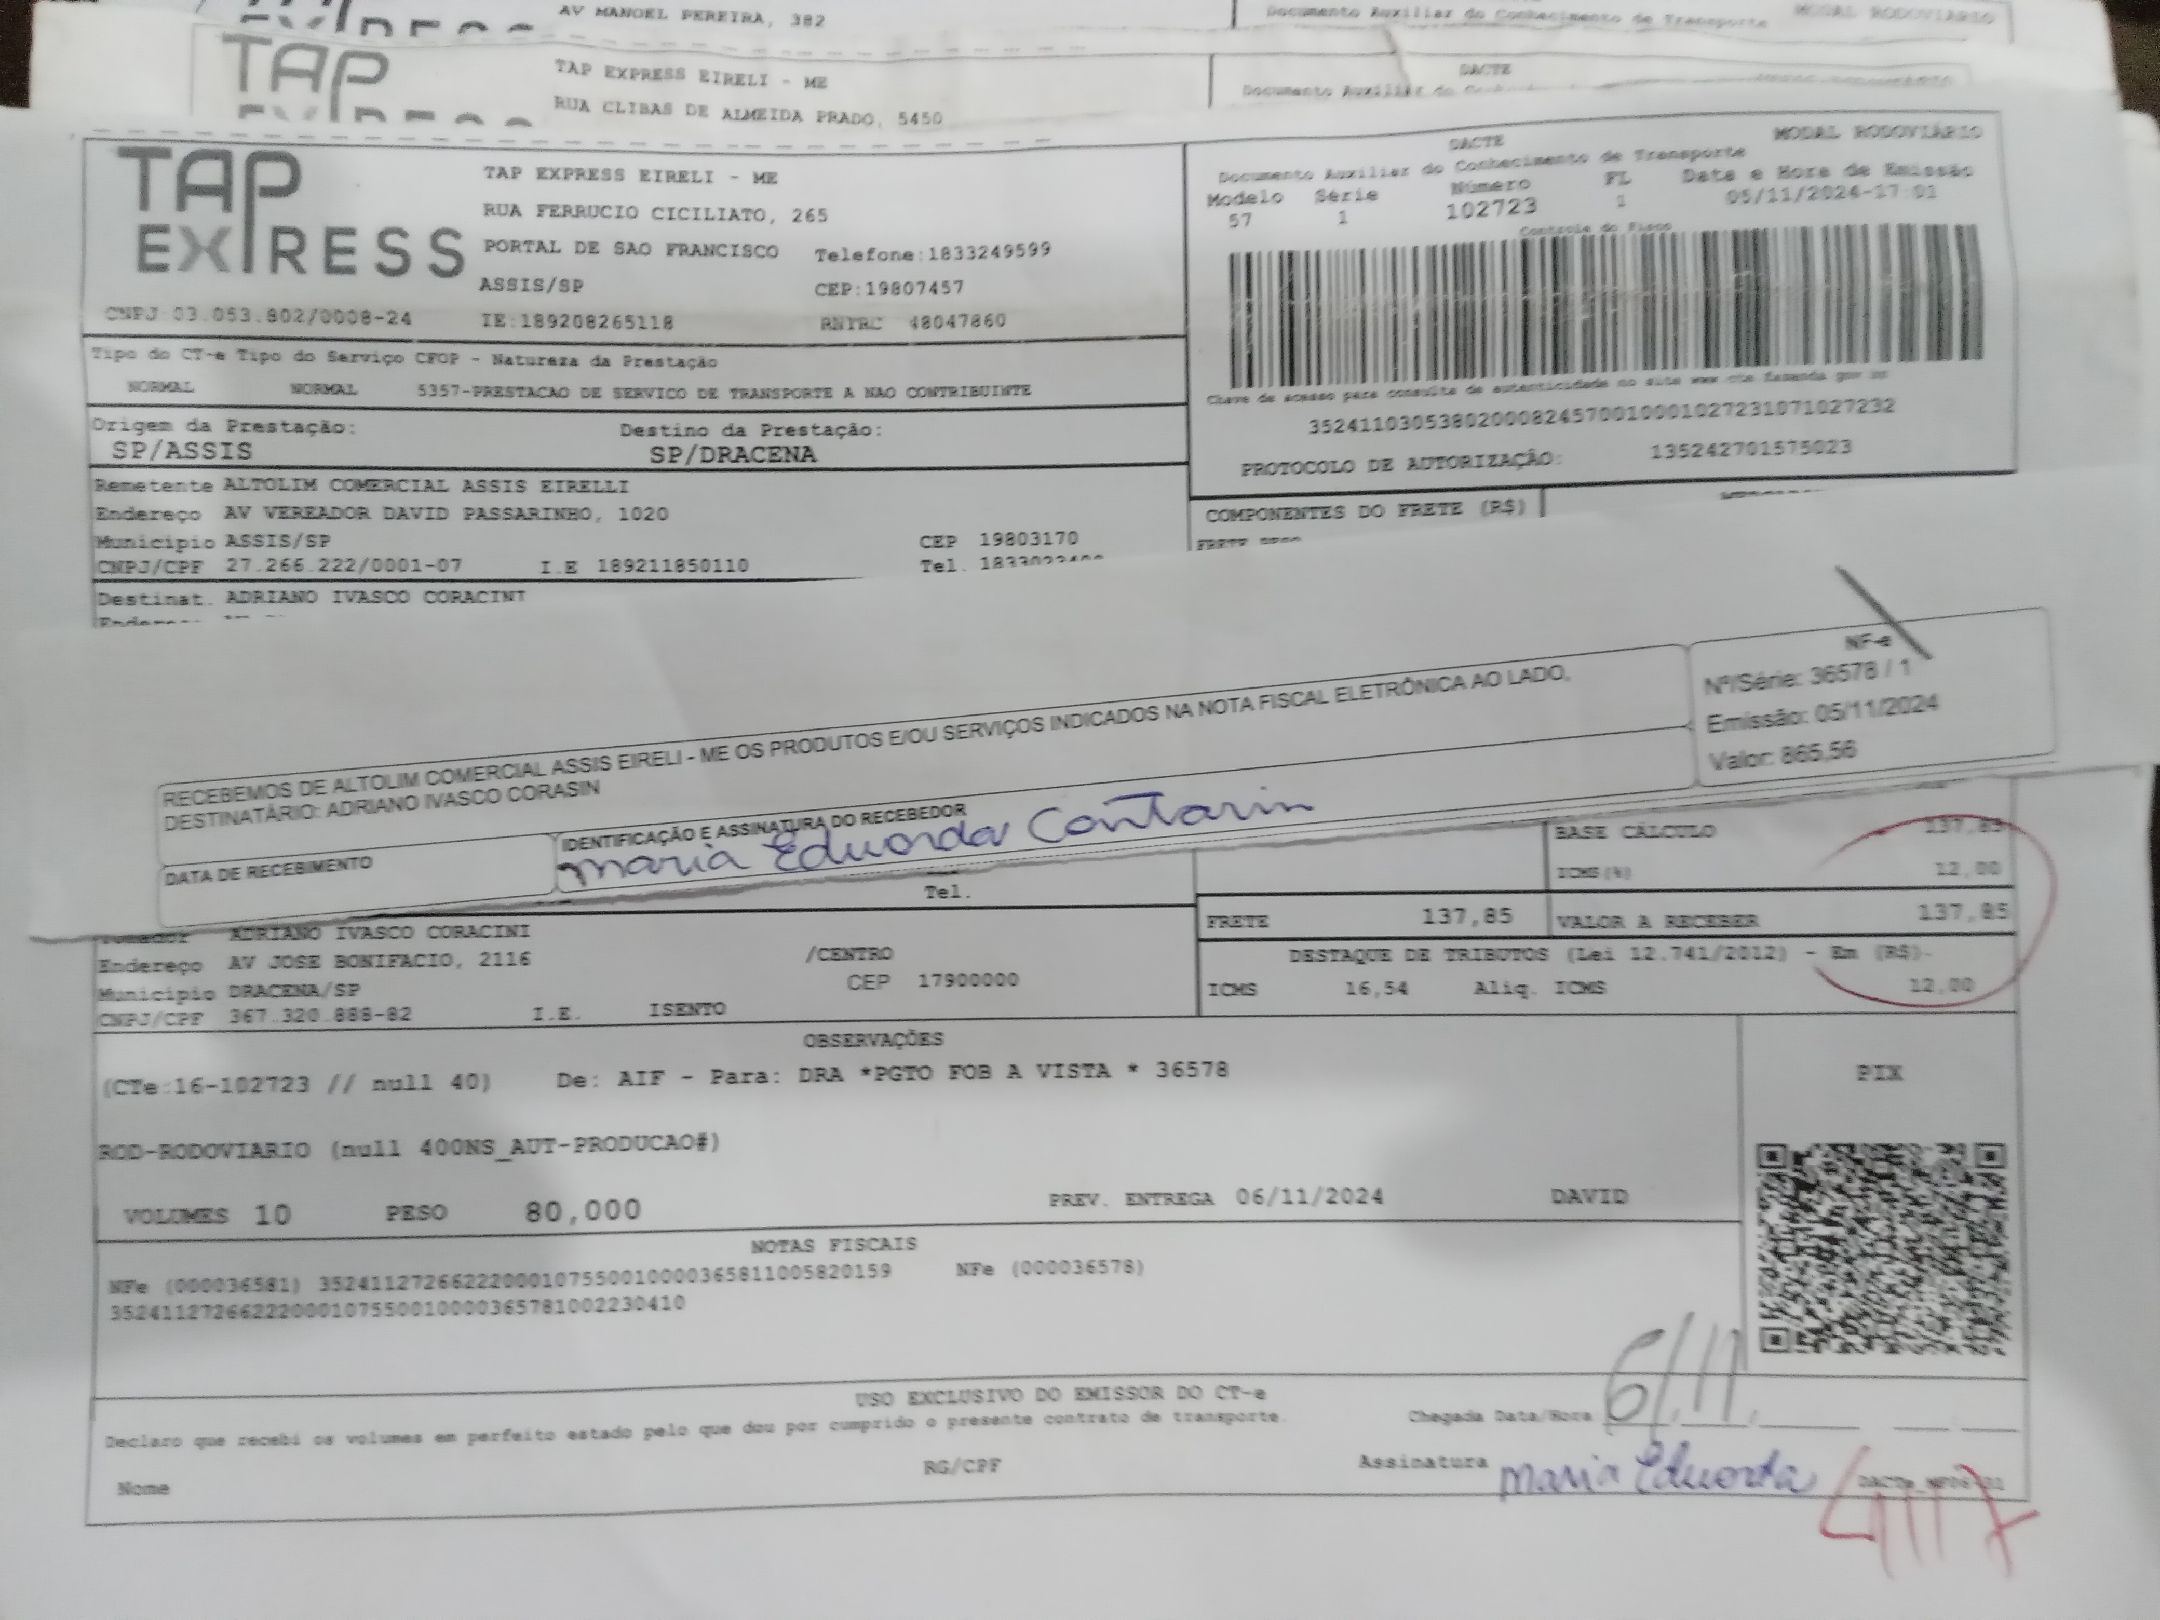 AV MANOEL PEREIRA, 382
Documento Auxiliar do Conhecimento de Transporte
MODAL RODOVIARIO
TAP
TAP EXPRESS EIRELI - ME
RUA CLIBAS DE ALMEIDA PRADO, 5450
DACTE
Documento Auxiliar do
TAP EXPRESS
TAP EXPRESS EIRELI - ME
RUA FERRUCIO CICILIATO, 265
PORTAL DE SAO FRANCISCO Telefone:1833249599
ASSIS/SP CEP:19807457
CNPJ 03.053.802/0008-24 IE:189208265118 RNTRC 48047860
DACTE MODAL RODOVIÁRIO
Documento Auxiliar do Conhecimento de Transporte
Modelo Série Número FL Data e Hora de Emissão
57 1 102723 1 05/11/2024-17:01
Controle do Fisco
Chave de acesso para consulta de autenticidade no site www.cte.fazenda.gov.br
35241103053802000824570010001027231071027232
PROTOCOLO DE AUTORIZAÇÃO: 135242701575023
Tipo do CT-e Tipo do Serviço CFOP - Natureza da Prestação
NORMAL NORMAL 5357-PRESTACAO DE SERVICO DE TRANSPORTE A NAO CONTRIBUINTE
Origem da Prestação: Destino da Prestação:
SP/ASSIS SP/DRACENA
Remetente ALTOLIM COMERCIAL ASSIS EIRELLI
Endereço AV VEREADOR DAVID PASSARINHO, 1020
Municipio ASSIS/SP CEP 19803170
CNPJ/CPF 27.266.222/0001-07 I.E 189211850110 Tel.
COMPONENTES DO FRETE (R$)
Destinat. ADRIANO IVASCO CORACINI
RECEBEMOS DE ALTOLIM COMERCIAL ASSIS EIRELI - ME OS PRODUTOS E/OU SERVIÇOS INDICADOS NA NOTA FISCAL ELETRÔNICA AO LADO.
DESTINATÁRIO: ADRIANO IVASCO CORASIN
DATA DE RECEBIMENTO
IDENTIFICAÇÃO E ASSINATURA DO RECEBEDOR
maria Eduarda Contarin
NF-e
Nº/Série: 36578 / 1
Emissão: 05/11/2024
Valor: 865,56
BASE CÁLCULO 137,85
ICMS(%) 12,00
Tel.
FRETE 137,85 VALOR A RECEBER 137,85
DESTAQUE DE TRIBUTOS (Lei 12.741/2012) - Em (R$)-
ICMS 16,54 Aliq. ICMS 12,00
Tomador ADRIANO IVASCO CORACINI
Endereço AV JOSE BONIFACIO, 2116 /CENTRO
Municipio DRACENA/SP CEP 17900000
CNPJ/CPF 367.320.888-82 I.E. ISENTO
OBSERVAÇÕES
(CTe:16-102723 // null 40) De: AIF - Para: DRA *PGTO FOB A VISTA * 36578
ROD-RODOVIARIO (null 400NS_AUT-PRODUCAO#)
VOLUMES 10 PESO 80,000 PREV. ENTREGA 06/11/2024 DAVID
PIX
NOTAS FISCAIS
NFe (000036581) 35241127266222000107550010000365811005820159 NFe (000036578)
35241127266222000107550010000365781002230410
USO EXCLUSIVO DO EMISSOR DO CT-e
Declaro que recebi os volumes em perfeito estado pelo que dou por cumprido o presente contrato de transporte.
Chegada Data/Hora 6/11
Nome RG/CPF Assinatura maria Eduarda